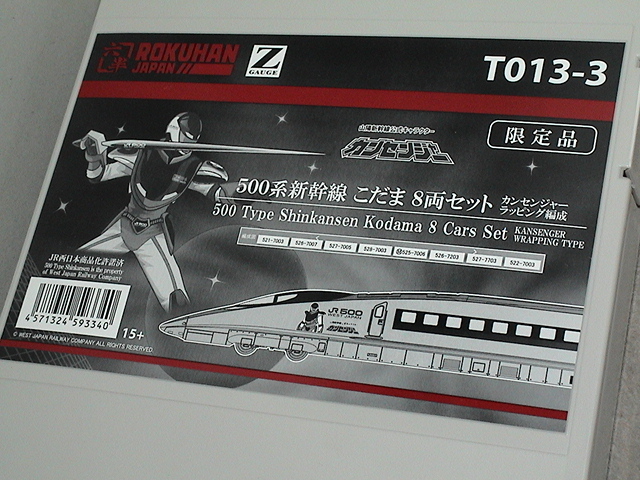 六半
ROKUHAN
JAPAN
Z
GAUGE
T013-3
限定品
山陽新幹線公式キャラクター
カンセンジャー
500系新幹線 こだま 8両セット カンセンジャーラッピング編成
500 Type Shinkansen Kodama 8 Cars Set KANSENGER WRAPPING TYPE
521-7003 526-7007 527-7005 528-7003 525-7006 526-7203 527-7703 522-7003
JR西日本商品化許諾済
500 Type Shinkansen is the property
of West Japan Railway Company
JR500
WEST JAPAN
4571324593340
15+
© WEST JAPAN RAILWAY COMPANY ALL RIGHTS RESERVED.